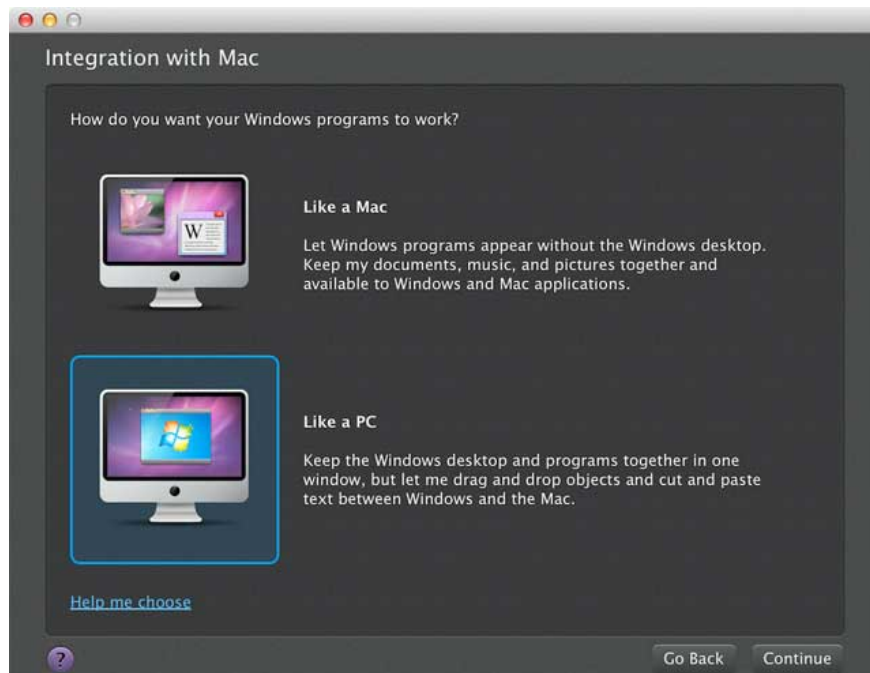 Integration with Mac
How do you want your Windows programs to work?
W
Like a Mac
Let Windows programs appear without the Windows desktop.
Keep my documents, music, and pictures together and
available to Windows and Mac applications.
Like a PC
Keep the Windows desktop and programs together in one
window, but let me drag and drop objects and cut and paste
text between Windows and the Mac.
Help me choose
?
Go Back
Continue